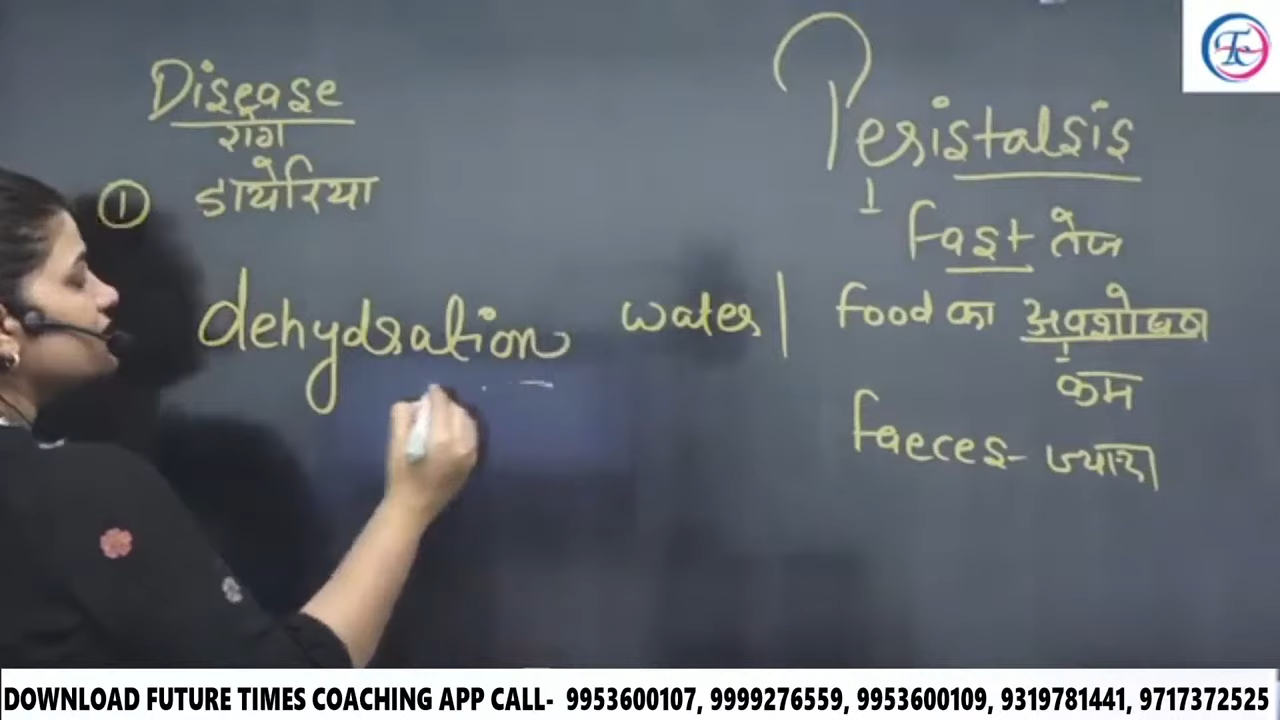 Disease
रोग
① डायेरिया
dehydration
water |
Peristalsis
↓
fast तेज
food का अवशोषण
↓
कम
faeces- ज्यादा
Tc
DOWNLOAD FUTURE TIMES COACHING APP CALL- 9953600107, 9999276559, 9953600109, 9319781441, 9717372525